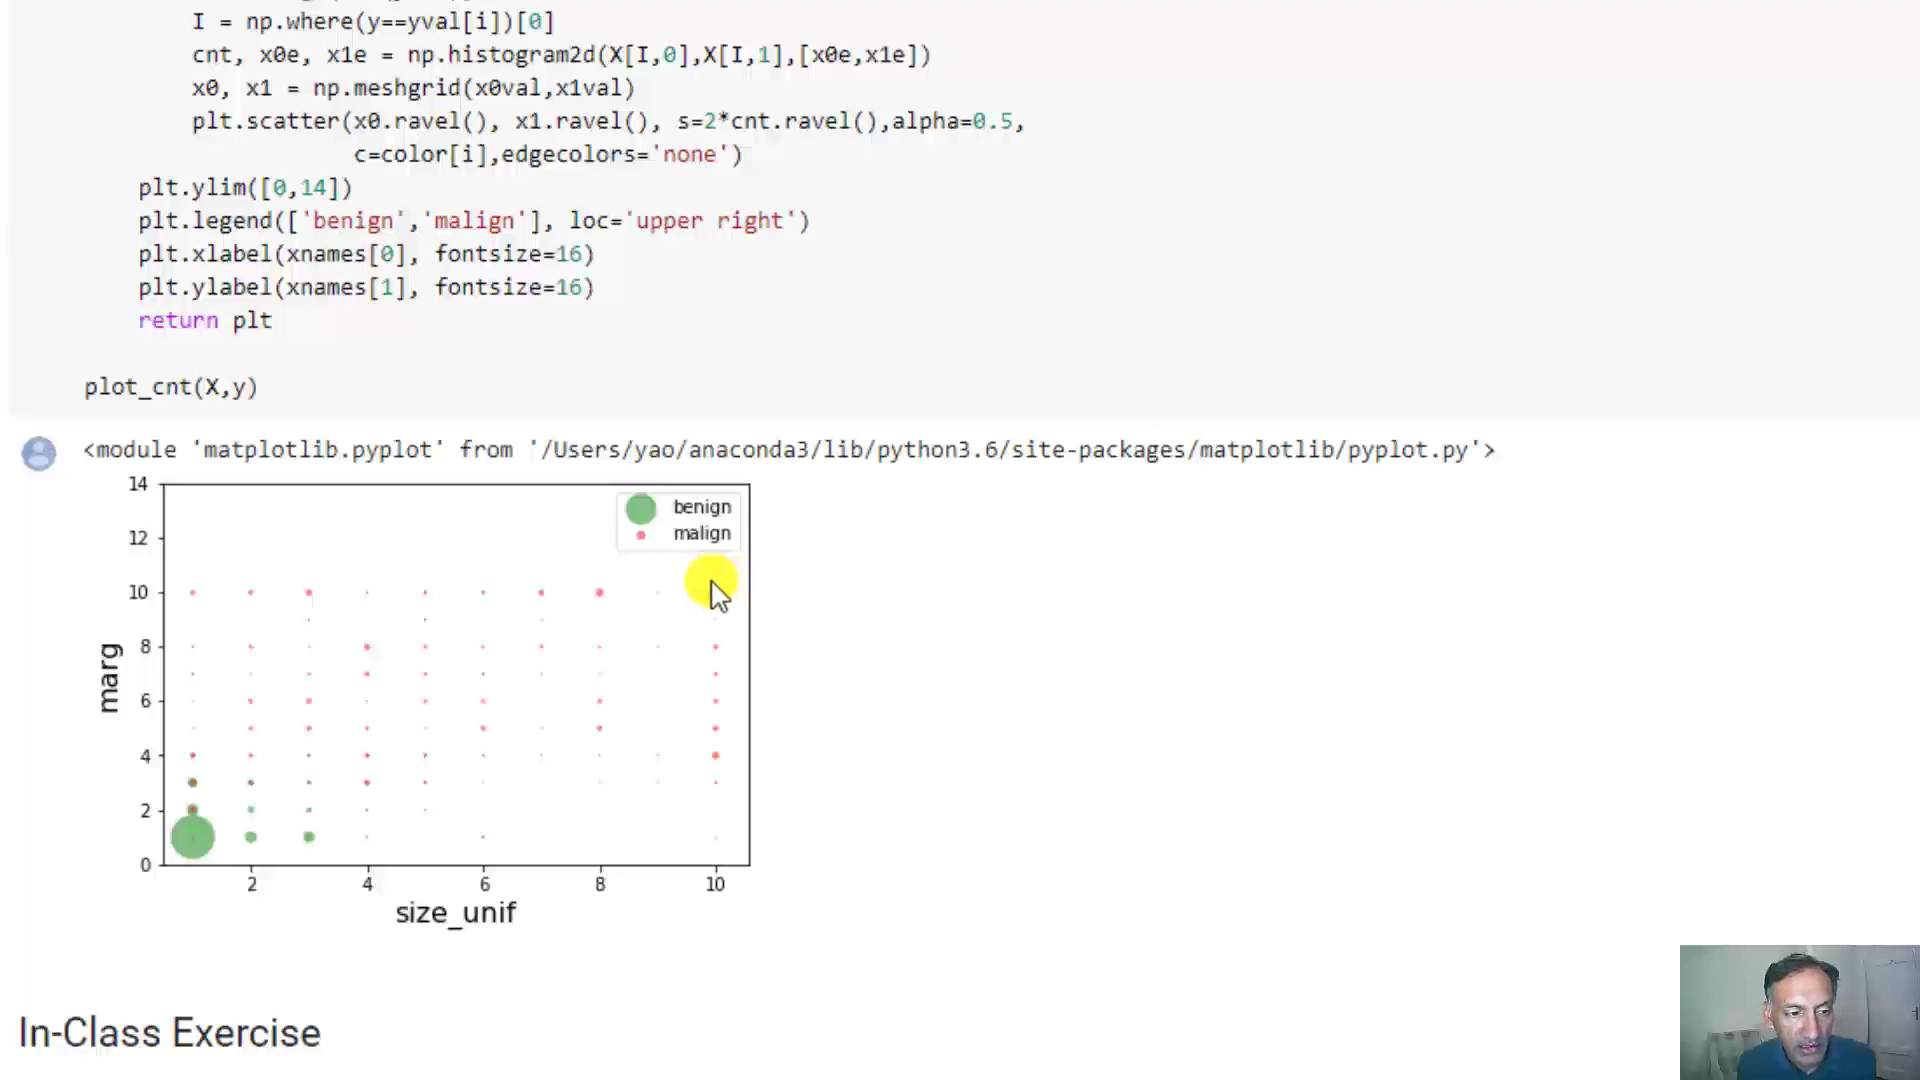 I = np.where(y==yval[i])[0]
cnt, x0e, x1e = np.histogram2d(X[I,0],X[I,1],[x0e,x1e])
x0, x1 = np.meshgrid(x0val,x1val)
plt.scatter(x0.ravel(), x1.ravel(), s=2*cnt.ravel(),alpha=0.5,
c=color[i],edgecolors='none')
plt.ylim([0,14])
plt.legend(['benign','malign'], loc='upper right')
plt.xlabel(xnames[0], fontsize=16)
plt.ylabel(xnames[1], fontsize=16)
return plt
plot_cnt(X,y)
<module 'matplotlib.pyplot' from '/Users/yao/anaconda3/lib/python3.6/site-packages/matplotlib/pyplot.py'>
14
benign
malign
12
10
8
marg
6
4
2
0
2 4 6 8 10
size_unif
In-Class Exercise